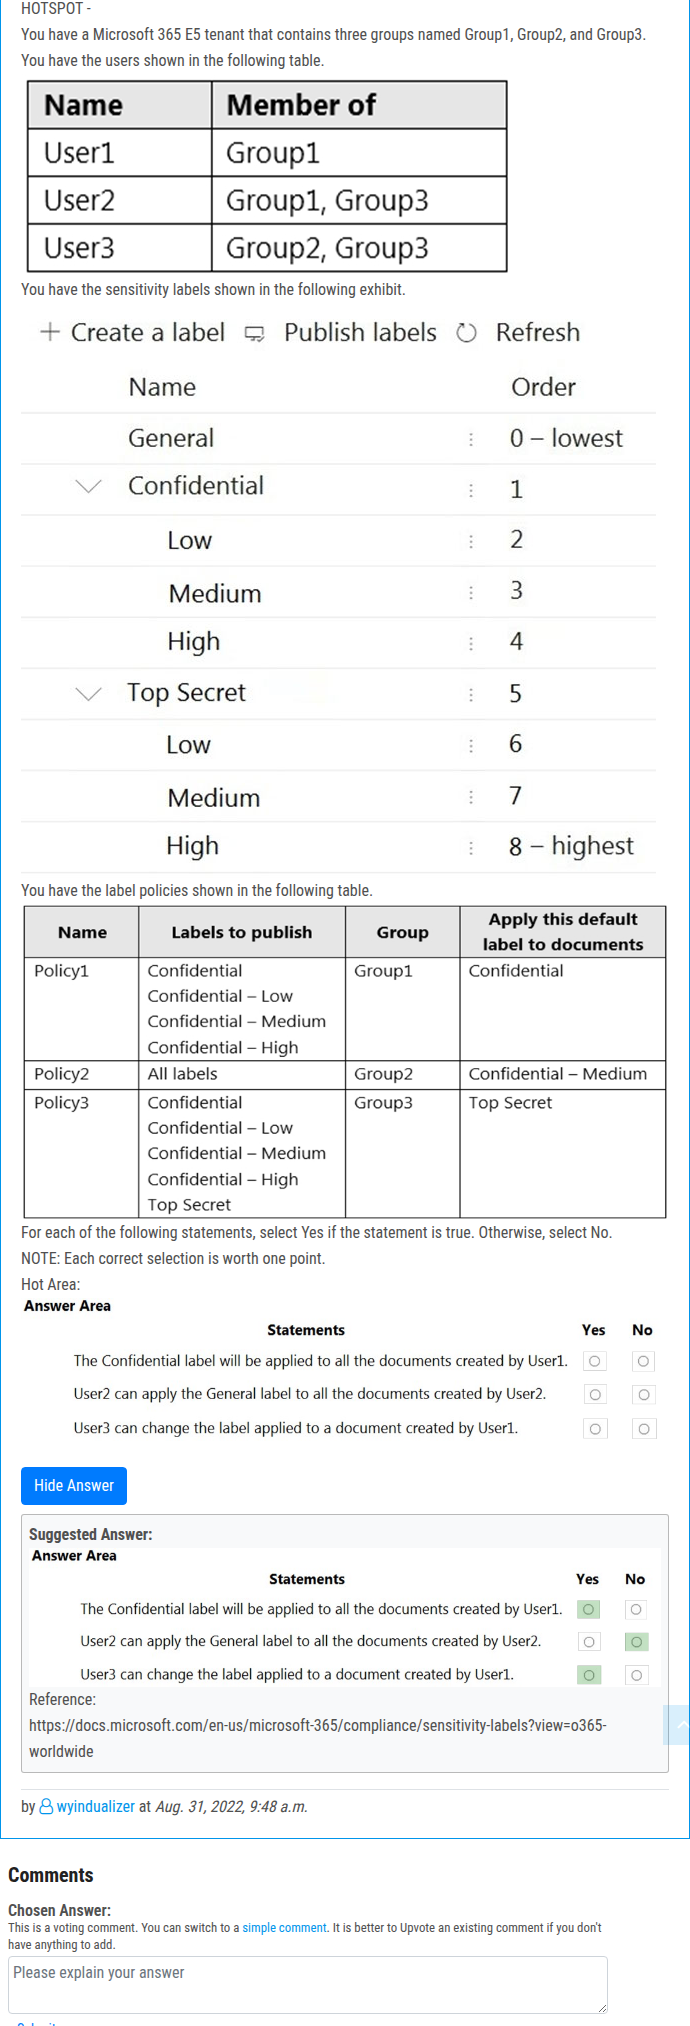 HOTSPOT -
You have a Microsoft 365 E5 tenant that contains three groups named Group1, Group2, and Group3.
You have the users shown in the following table.
Name Member of
User1 Group1
User2 Group1, Group3
User3 Group2, Group3
You have the sensitivity labels shown in the following exhibit.
+ Create a label Publish labels Refresh
Name Order
General 0 – lowest
Confidential 1
Low 2
Medium 3
High 4
Top Secret 5
Low 6
Medium 7
High 8 – highest
You have the label policies shown in the following table.
Name Labels to publish Group Apply this default label to documents
Policy1 Confidential Group1 Confidential
Confidential – Low
Confidential – Medium
Confidential – High
Policy2 All labels Group2 Confidential – Medium
Policy3 Confidential Group3 Top Secret
Confidential – Low
Confidential – Medium
Confidential – High
Top Secret
For each of the following statements, select Yes if the statement is true. Otherwise, select No.
NOTE: Each correct selection is worth one point.
Hot Area:
Answer Area
Statements Yes No
The Confidential label will be applied to all the documents created by User1.
User2 can apply the General label to all the documents created by User2.
User3 can change the label applied to a document created by User1.
Hide Answer
Suggested Answer:
Answer Area
Statements Yes No
The Confidential label will be applied to all the documents created by User1.
User2 can apply the General label to all the documents created by User2.
User3 can change the label applied to a document created by User1.
Reference:
https://docs.microsoft.com/en-us/microsoft-365/compliance/sensitivity-labels?view=o365-
worldwide
by wyindualizer at Aug. 31, 2022, 9:48 a.m.
Comments
Chosen Answer:
This is a voting comment. You can switch to a simple comment. It is better to Upvote an existing comment if you don't
have anything to add.
Please explain your answer